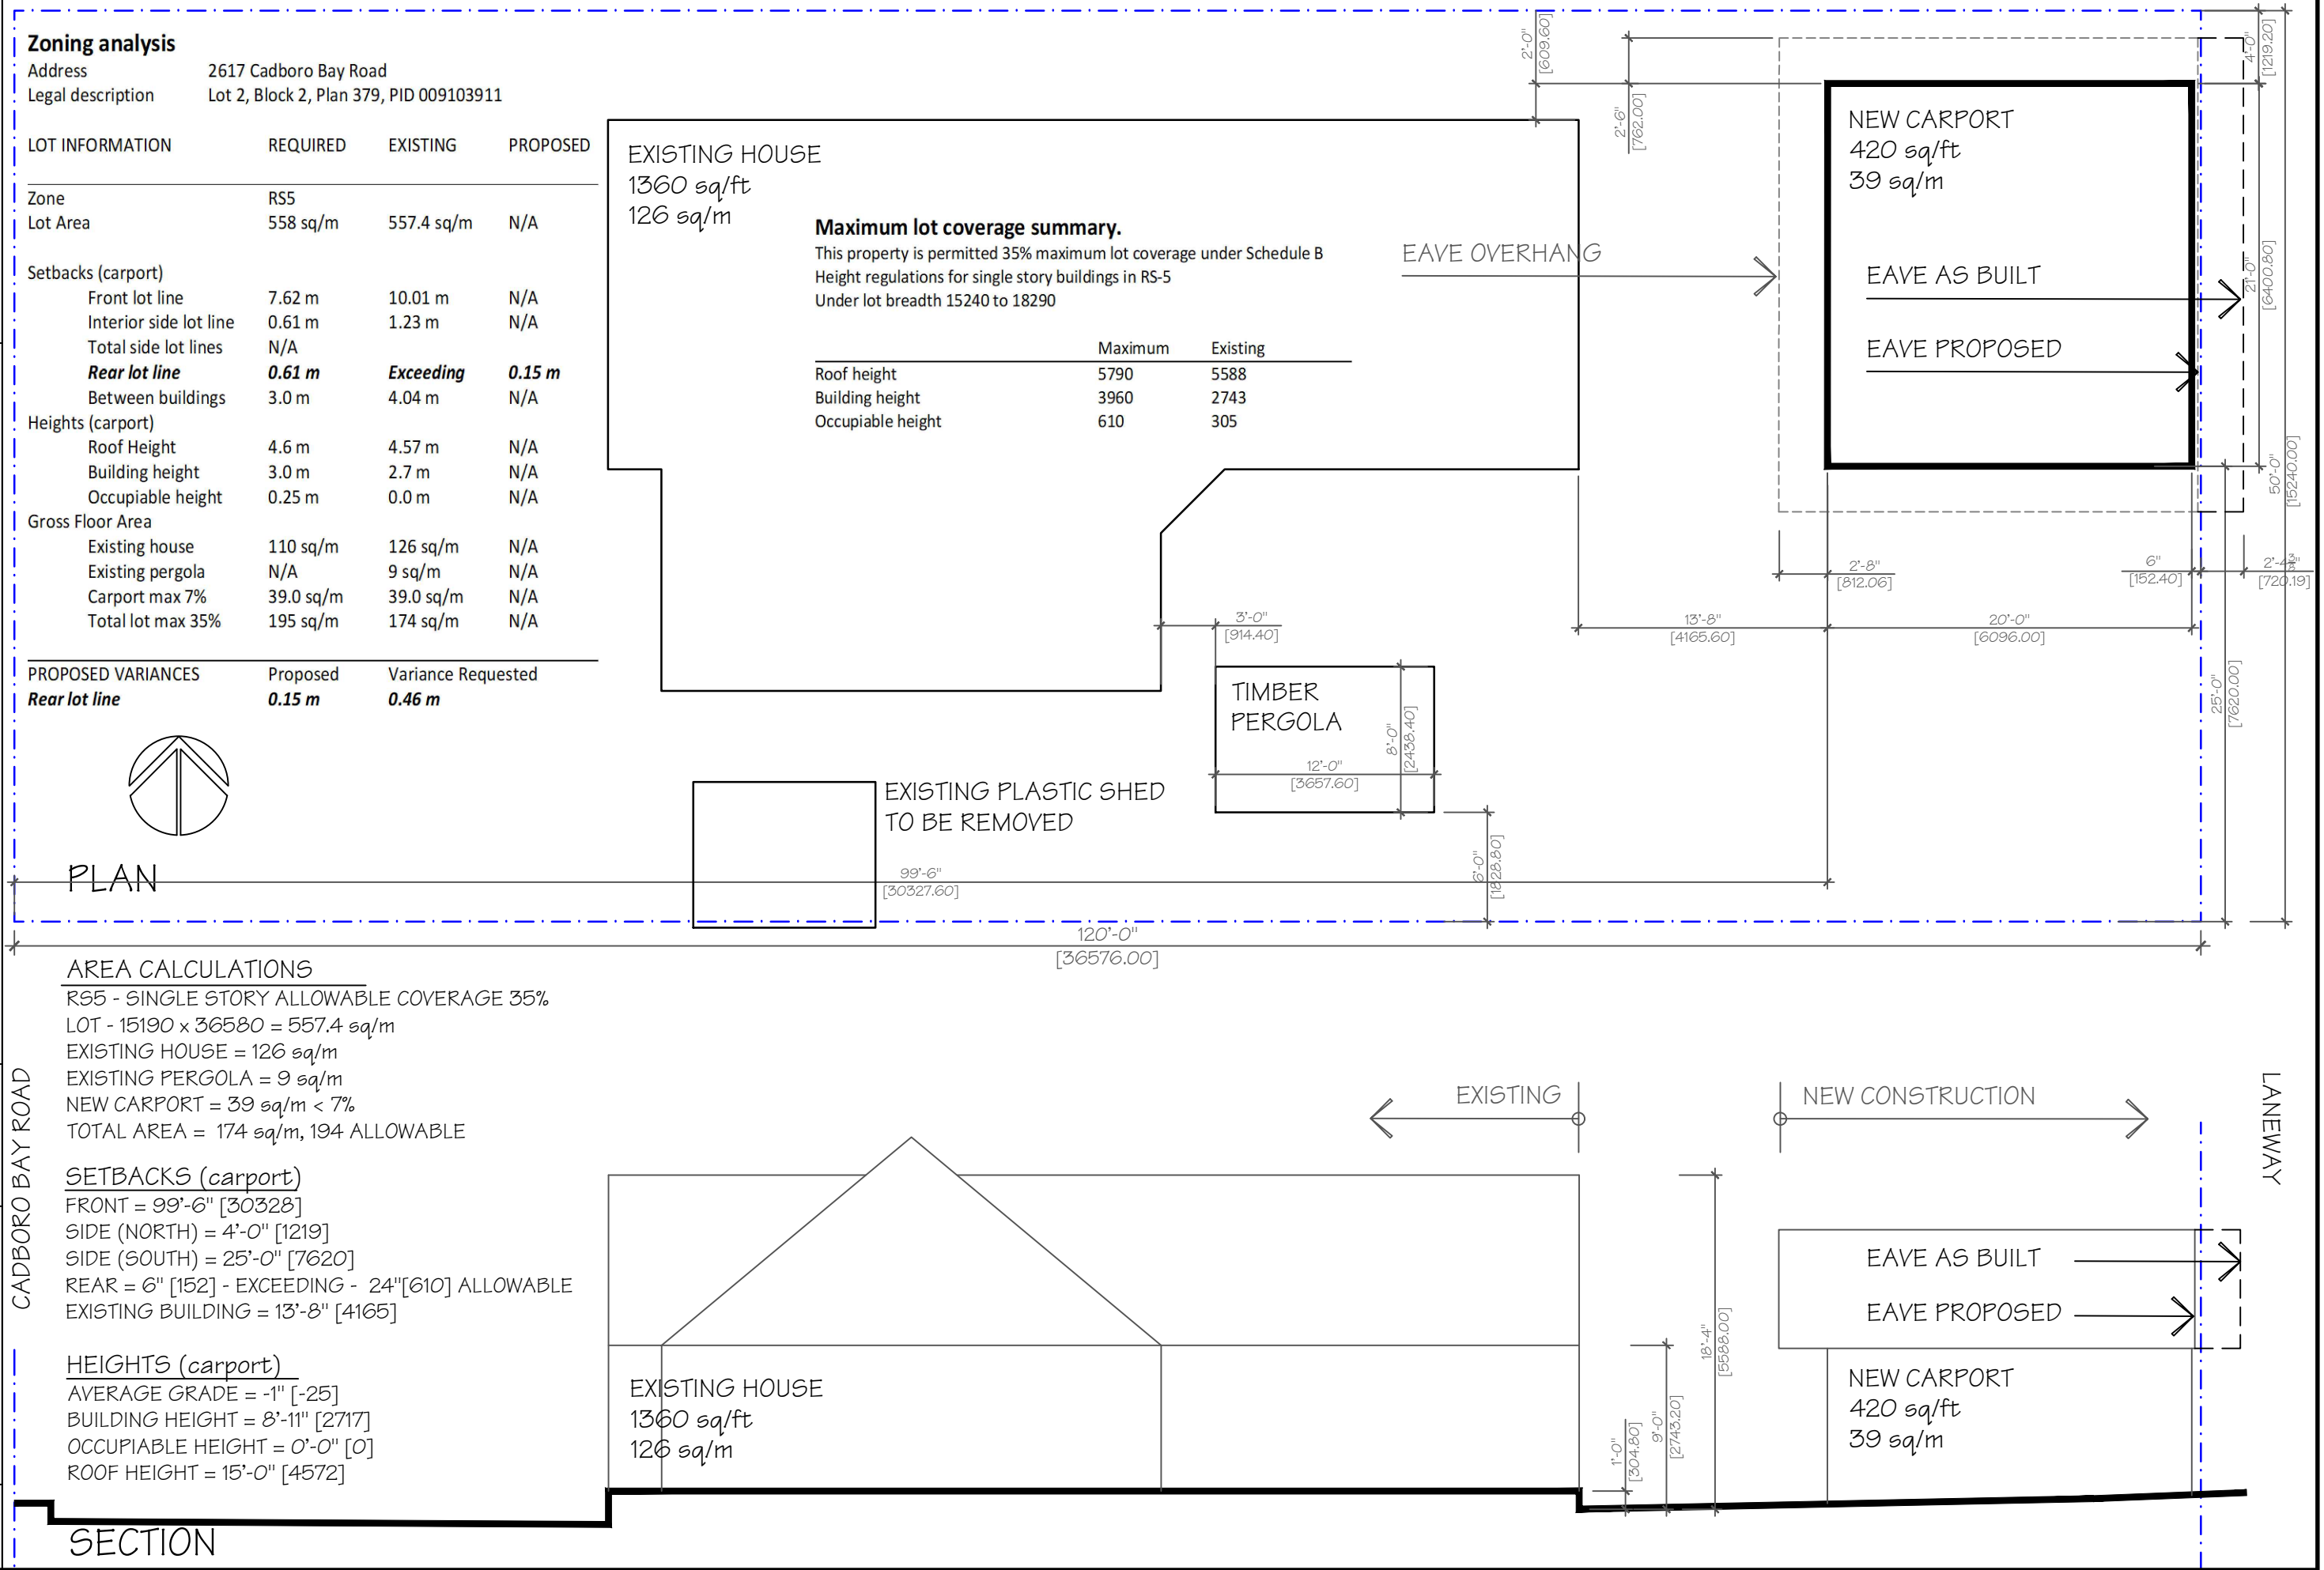 Zoning analysis
Address 2617 Cadboro Bay Road
Legal description Lot 2, Block 2, Plan 379, PID 009103911
LOT INFORMATION REQUIRED EXISTING PROPOSED
Zone RS5
Lot Area 558 sq/m 557.4 sq/m N/A
Setbacks (carport)
Front lot line 7.62 m 10.01 m N/A
Interior side lot line 0.61 m 1.23 m N/A
Total side lot lines N/A
Rear lot line 0.61 m Exceeding 0.15 m
Between buildings 3.0 m 4.04 m N/A
Heights (carport)
Roof Height 4.6 m 4.57 m N/A
Building height 3.0 m 2.7 m N/A
Occupiable height 0.25 m 0.0 m N/A
Gross Floor Area
Existing house 110 sq/m 126 sq/m N/A
Existing pergola N/A 9 sq/m N/A
Carport max 7% 39.0 sq/m 39.0 sq/m N/A
Total lot max 35% 195 sq/m 174 sq/m N/A
PROPOSED VARIANCES Proposed Variance Requested
Rear lot line 0.15 m 0.46 m
EXISTING HOUSE
1360 sq/ft
126 sq/m
Maximum lot coverage summary.
This property is permitted 35% maximum lot coverage under Schedule B
Height regulations for single story buildings in RS-5
Under lot breadth 15240 to 18290
Maximum Existing
Roof height 5790 5588
Building height 3960 2743
Occupiable height 610 305
2'-0"
[609.60]
2'-6"
[762.00]
EAVE OVERHANG
NEW CARPORT
420 sq/ft
39 sq/m
EAVE AS BUILT
EAVE PROPOSED
4'-0"
[1219.20]
21'-0"
[6400.80]
50'-0"
[15240.00]
2'-8"
[812.06]
6"
[152.40]
[720.19]
13'-8"
[4165.60]
20'-0"
[6096.00]
25'-0"
[7620.00]
3'-0"
[914.40]
TIMBER
PERGOLA
8'-0"
[2438.40]
12'-0"
[3657.60]
6'-0"
[1828.80]
EXISTING PLASTIC SHED
TO BE REMOVED
PLAN
99'-6"
[30327.60]
120'-0"
[36576.00]
AREA CALCULATIONS
RS5 - SINGLE STORY ALLOWABLE COVERAGE 35%
LOT - 15190 x 36580 = 557.4 sq/m
EXISTING HOUSE = 126 sq/m
EXISTING PERGOLA = 9 sq/m
NEW CARPORT = 39 sq/m < 7%
TOTAL AREA = 174 sq/m, 194 ALLOWABLE
SETBACKS (carport)
FRONT = 99'-6" [30328]
SIDE (NORTH) = 4'-0" [1219]
SIDE (SOUTH) = 25'-0" [7620]
REAR = 6" [152] - EXCEEDING - 24"[610] ALLOWABLE
EXISTING BUILDING = 13'-8" [4165]
HEIGHTS (carport)
AVERAGE GRADE = -1" [-25]
BUILDING HEIGHT = 8'-11" [2717]
OCCUPIABLE HEIGHT = 0'-0" [0]
ROOF HEIGHT = 15'-0" [4572]
CADBORO BAY ROAD
SECTION
EXISTING HOUSE
1360 sq/ft
126 sq/m
EXISTING
NEW CONSTRUCTION
1'-0"
[304.80]
9'-0"
[2743.20]
18'-4"
[5588.00]
EAVE AS BUILT
EAVE PROPOSED
NEW CARPORT
420 sq/ft
39 sq/m
LANEWAY